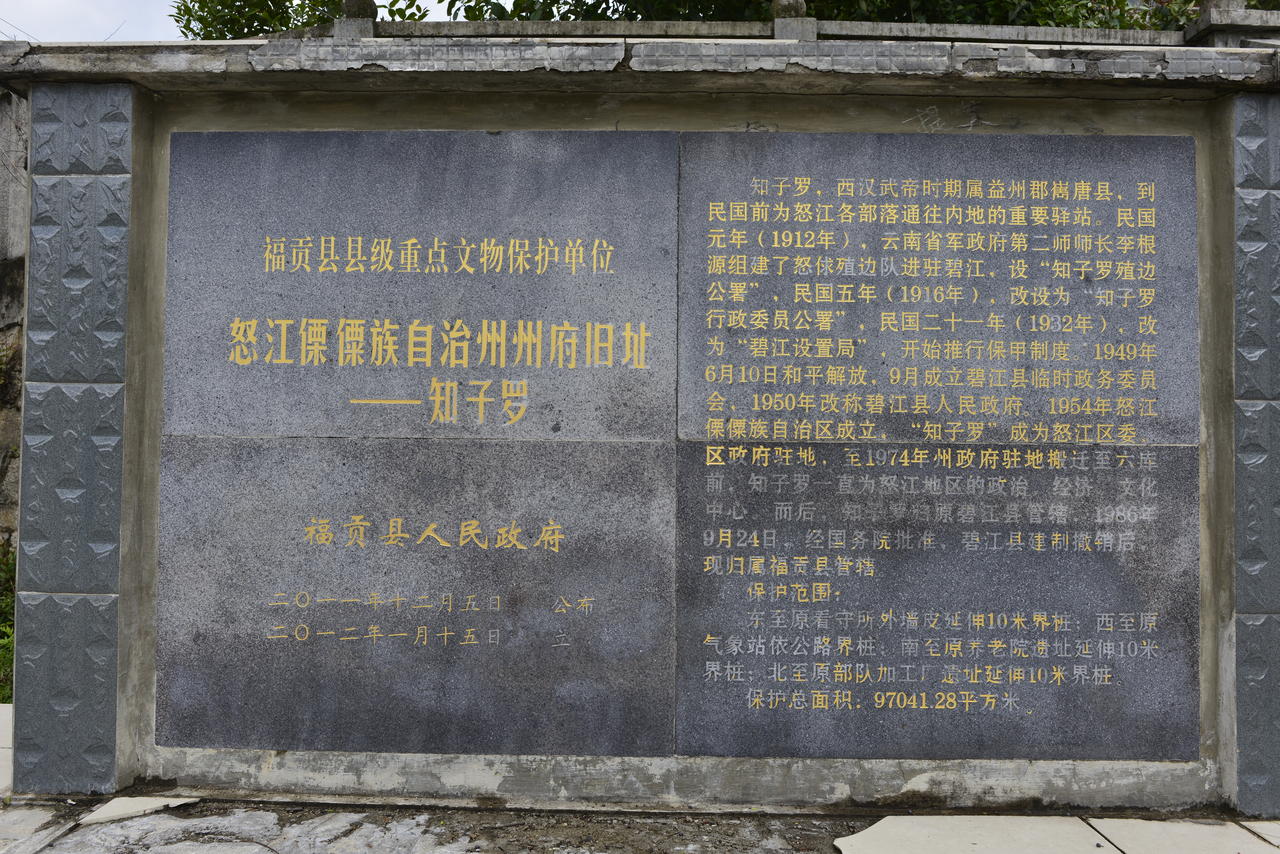 福贡县县级重点文物保护单位
怒江傈僳族自治州州府旧址
——知子罗
福贡县人民政府
二〇一一年十二月五日 公布
二〇一二年一月十五日 立
知子罗，西汉武帝时期属益州郡嶲唐县，到
民国前为怒江各部落通往内地的重要驿站。民国
元年（1912年），云南省军政府第二师师长李根
源组建了怒俅殖边队进驻碧江，设“知子罗殖边
公署”，民国五年（1916年），改设为“知子罗
行政委员公署”，民国二十一年（1932年），改
为“碧江设置局”，开始推行保甲制度。1949年
6月10日和平解放，9月成立碧江县临时政务委员
会，1950年改称碧江县人民政府。1954年怒江
傈僳族自治区成立，“知子罗”成为怒江区委、
区政府驻地，至1974年州政府驻地搬迁至六库
前，知子罗一直为怒江地区的政治、经济、文化
中心。而后，知子罗归原碧江县管辖，1986年
9月24日，经国务院批准，碧江县建制撤销后，
现归属福贡县管辖
保护范围：
东至原看守所外墙皮延伸10米界桩；西至原
气象站依公路界桩；南至原养老院遗址延伸10米
界桩；北至原部队加工厂遗址延伸10米界桩。
保护总面积：97041.28平方米。